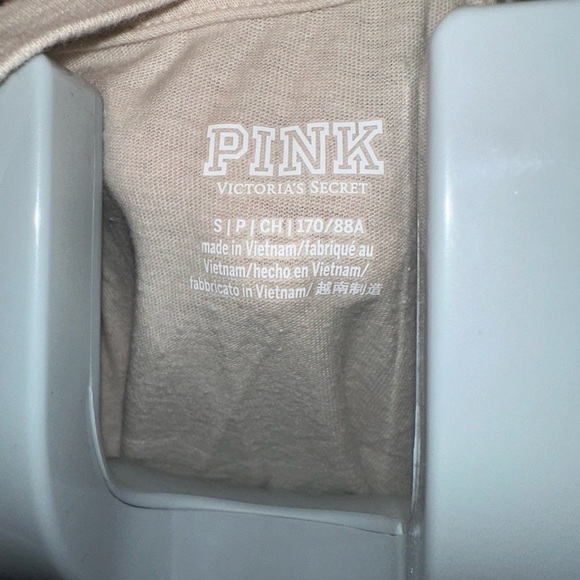 PINK
VICTORIA'S SECRET
S | P | CH | 170/88A
made in Vietnam/fabriqué au
Vietnam/hecho en Vietnam/
fabbricato in Vietnam/ 越南制造